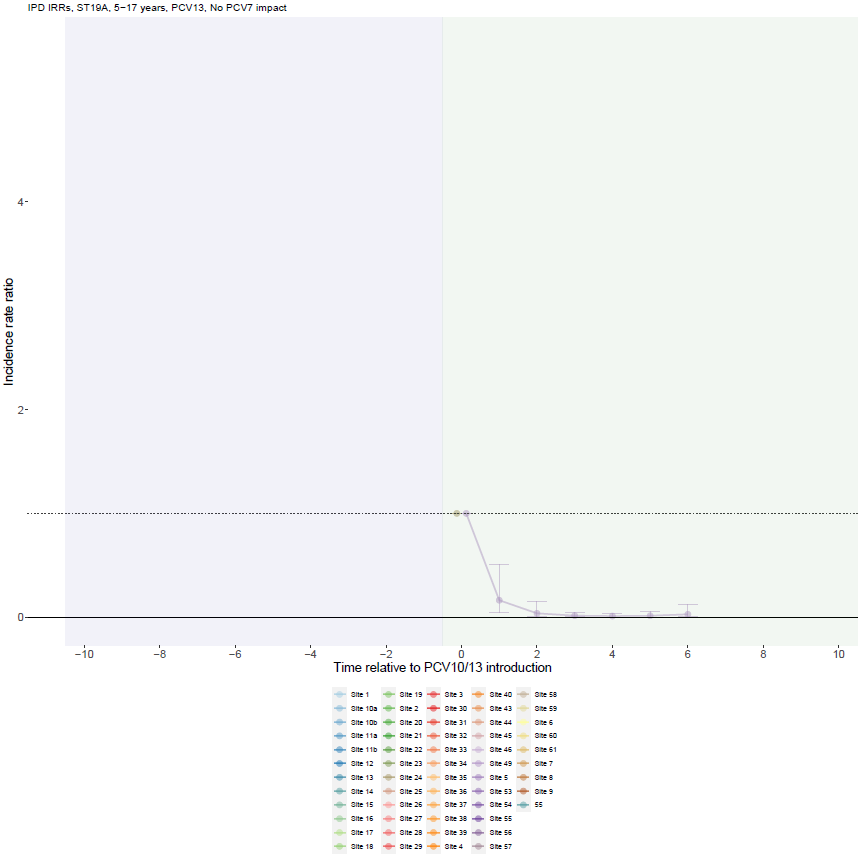 IPD IRRs, ST19A, 5−17 years, PCV13, No PCV7 impact
4
2
0
Incidence rate ratio
−10 −8 −6 −4 −2 0 2 4 6 8 10
Time relative to PCV10/13 introduction
Site 1 Site 19 Site 3 Site 40 Site 58
Site 10a Site 2 Site 30 Site 43 Site 59
Site 10b Site 20 Site 31 Site 44 Site 6
Site 11a Site 21 Site 32 Site 45 Site 60
Site 11b Site 22 Site 33 Site 46 Site 61
Site 12 Site 23 Site 34 Site 49 Site 7
Site 13 Site 24 Site 35 Site 5 Site 8
Site 14 Site 25 Site 36 Site 53 Site 9
Site 15 Site 26 Site 37 Site 54 55
Site 16 Site 27 Site 38 Site 55
Site 17 Site 28 Site 39 Site 56
Site 18 Site 29 Site 4 Site 57